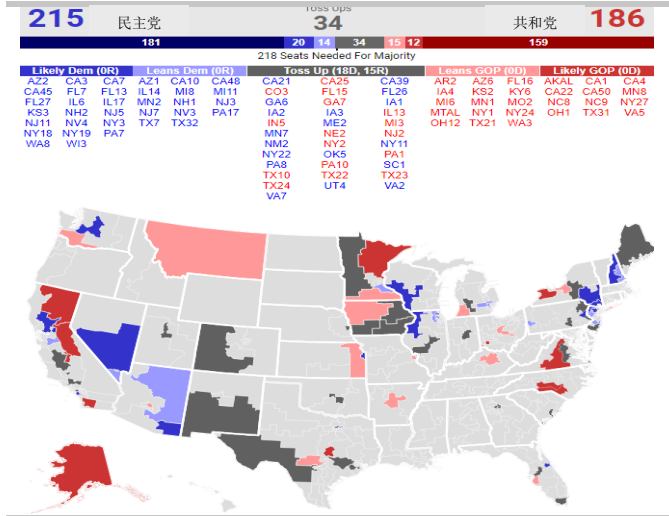 215 民主党 Toss Ups 34 共和党 186
181 20 14 34 15 12 159
218 Seats Needed For Majority
Likely Dem (0R) Leans Dem (0R) Toss Up (18D, 15R) Leans GOP (0D) Likely GOP (0D)
AZ2 CA3 CA7 AZ1 CA10 CA48 CA21 CA25 CA39 AR2 AZ6 FL16 AKAL CA1 CA4
CA45 FL7 FL13 IL14 MI8 MI11 CO3 FL15 FL26 IA4 KS2 KY6 CA22 CA50 MN8
FL27 IL6 IL17 MN2 NH1 NJ3 GA6 GA7 IA1 MI6 MN1 MO2 NC8 NC9 NY27
KS3 NH2 NJ5 NJ7 NV3 PA17 IA2 IA3 IL13 MTAL NY1 NY24 OH1 TX31 VA5
NJ11 NV4 NY3 TX7 TX32 IN5 ME2 MI3 OH12 TX21 WA3
NY18 NY19 PA7 MN7 NE2 NJ2
WA8 WI3 NM2 NY2 NY11
NY22 OK5 PA1
PA8 PA10 SC1
TX10 TX22 TX23
TX24 UT4 VA2
VA7